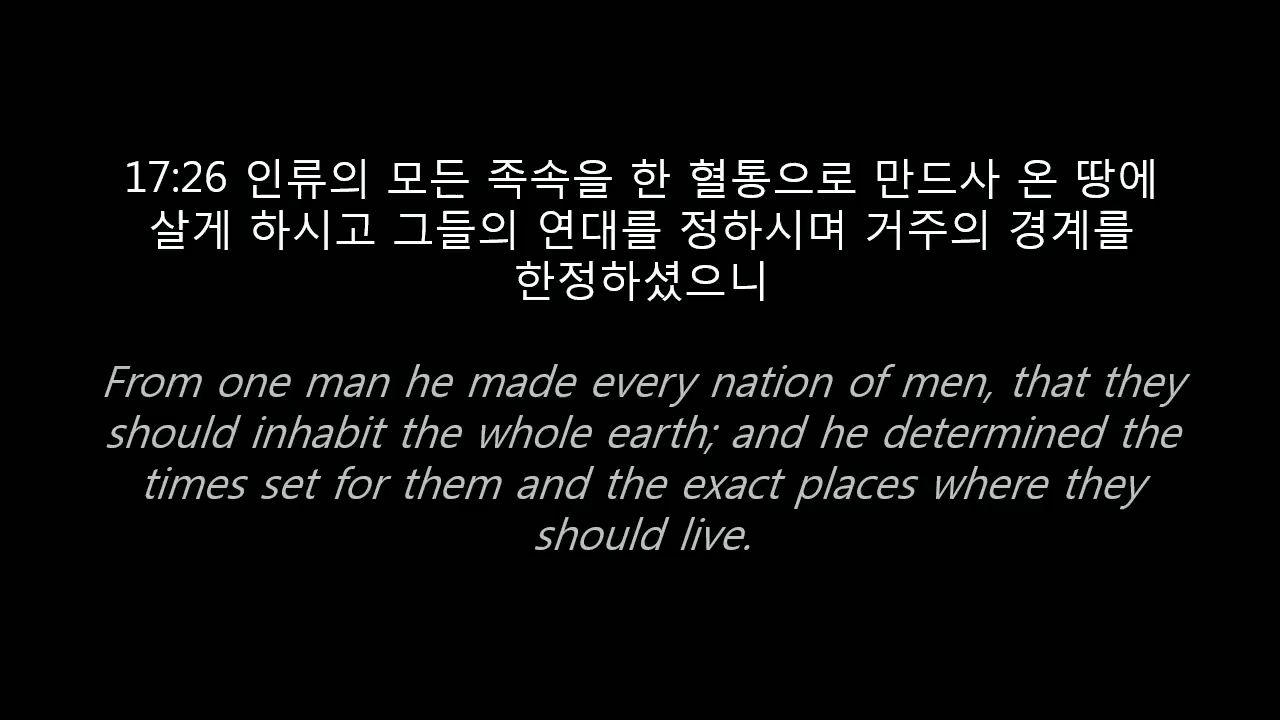 17:26 인류의 모든 족속을 한 혈통으로 만드사 온 땅에
살게 하시고 그들의 연대를 정하시며 거주의 경계를
한정하셨으니
From one man he made every nation of men, that they
should inhabit the whole earth; and he determined the
times set for them and the exact places where they
should live.